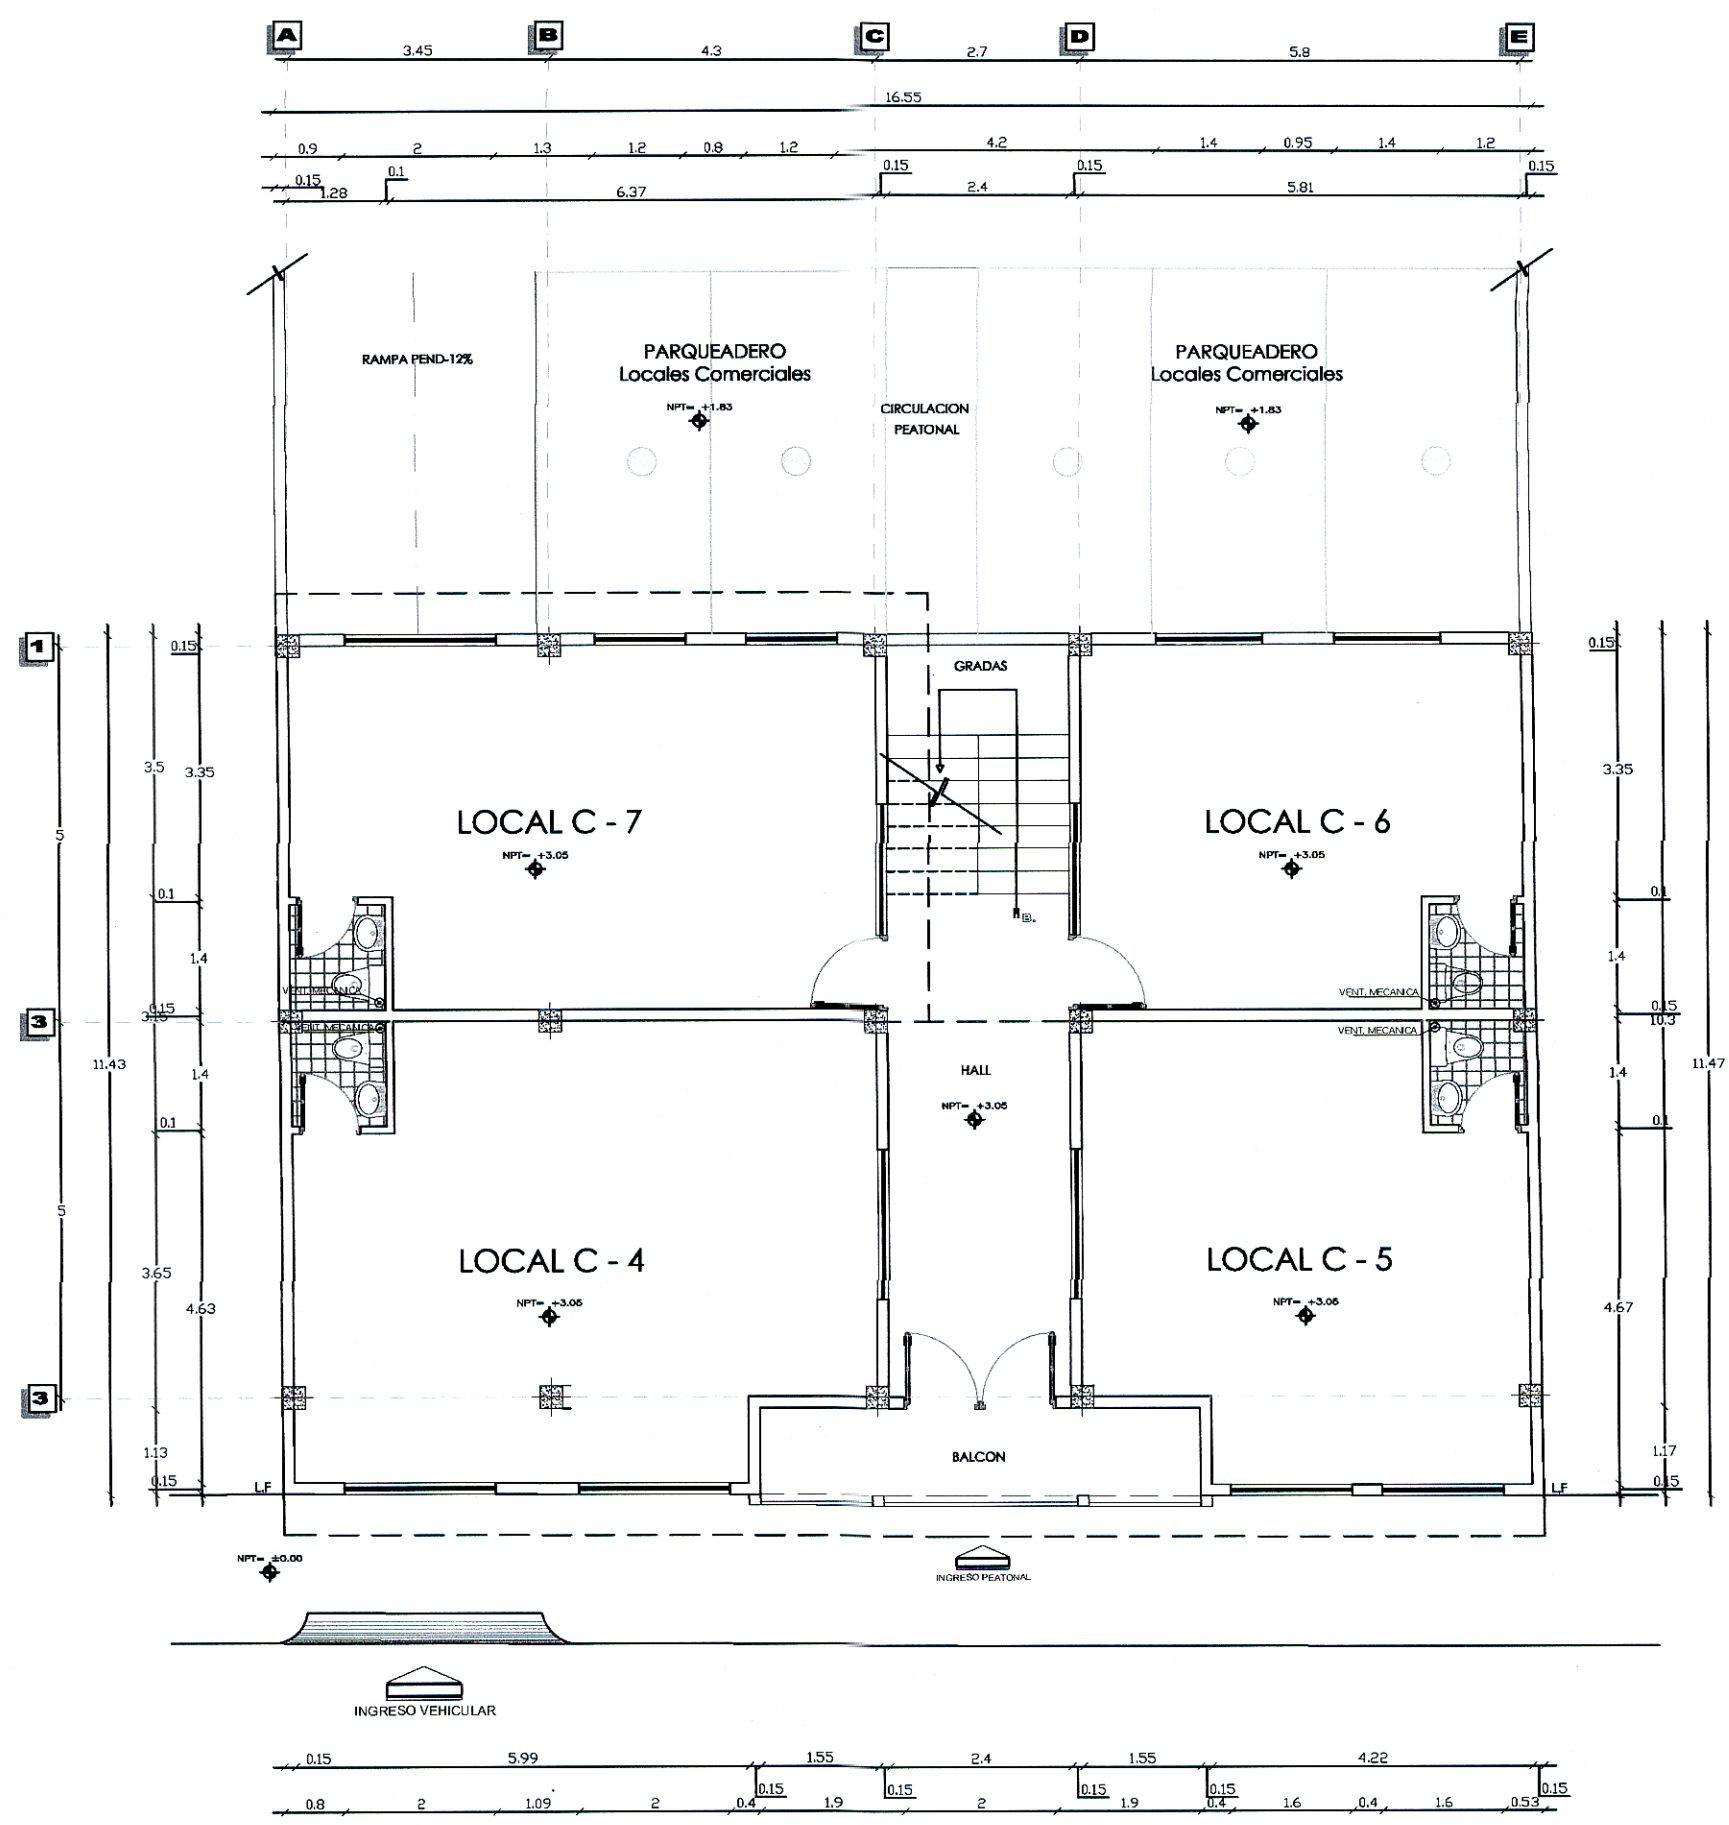 A B C D E
3.45 4.3 2.7 5.8
16.55
0.9 2 1.3 1.2 0.8 1.2 4.2 1.4 0.95 1.4 1.2
0.15 0.1 0.15 0.15 0.15
1.28 6.37 2.4 5.81
RAMPA PEND-12%
PARQUEADERO
Locales Comerciales
NPT= +1.83
CIRCULACION
PEATONAL
PARQUEADERO
Locales Comerciales
NPT= +1.83
1
0.15
0.15
GRADAS
3.5 3.35
3.35
5
LOCAL C - 7
NPT= +3.05
LOCAL C - 6
NPT= +3.05
0.1
0.1
B.
1.4
1.4
VENT. MECANICA
VENT. MECANICA
0.15
3.15
0.15
10.3
3
VENT. MECANICA
VENT. MECANICA
11.43
1.4
HALL
1.4
11.47
NPT= +3.05
0.1
0.1
5
3.65
4.63
LOCAL C - 4
NPT= +3.05
LOCAL C - 5
NPT= +3.05
4.67
3
1.13
BALCON
1.17
0.15
L.F
L.F
0.15
NPT= ±0.00
INGRESO PEATONAL
INGRESO VEHICULAR
0.15 5.99 1.55 2.4 1.55 4.22
0.15 0.15 0.15 0.15 0.15
0.8 2 1.09 2 0.4 1.9 2 1.9 0.4 1.6 0.4 1.6 0.53